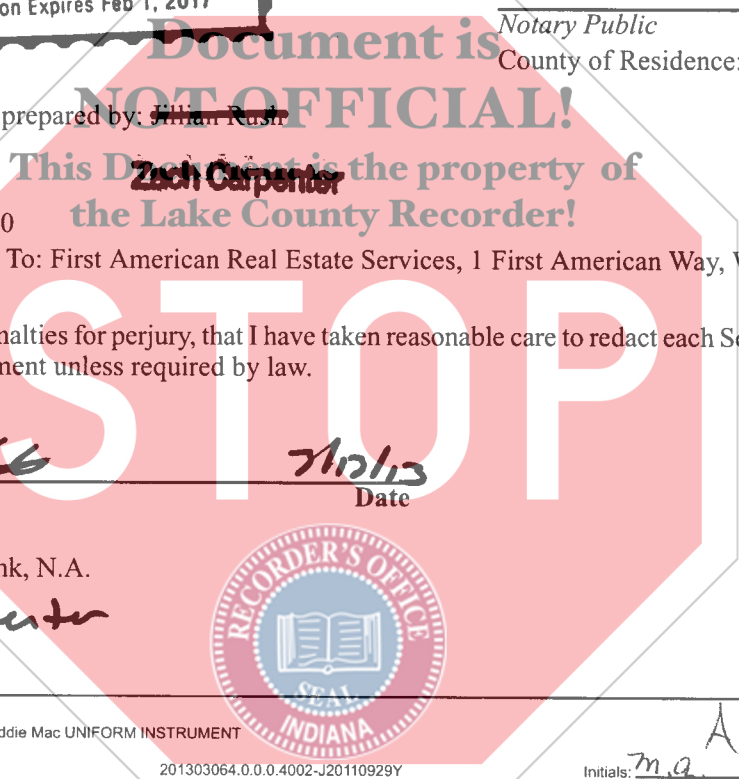 on Expires Feb 1, 2017
Notary Public
County of Residence:
Document is
NOT OFFICIAL!
This Document is the property of
the Lake County Recorder!
prepared by: Jillian Rush
Zach Carpenter
0
To: First American Real Estate Services, 1 First American Way, W
nalties for perjury, that I have taken reasonable care to redact each So
ment unless required by law.
STOP
Date
nk, N.A.
RECORDER'S OFFICE
SEAL
INDIANA
ddie Mac UNIFORM INSTRUMENT
201303064.0.0.0.4002-J20110929Y
Initials: M.A